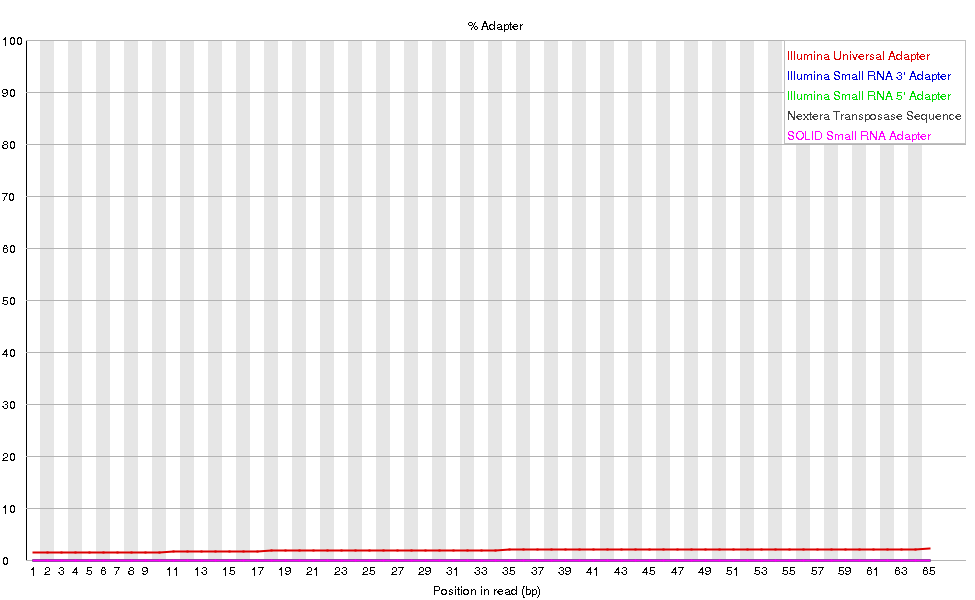 % Adapter
100
90
80
70
60
50
40
30
20
10
0
Illumina Universal Adapter
Illumina Small RNA 3' Adapter
Illumina Small RNA 5' Adapter
Nextera Transposase Sequence
SOLID Small RNA Adapter
1 2 3 4 5 6 7 8 9 11 13 15 17 19 21 23 25 27 29 31 33 35 37 39 41 43 45 47 49 51 53 55 57 59 61 63 65
Position in read (bp)